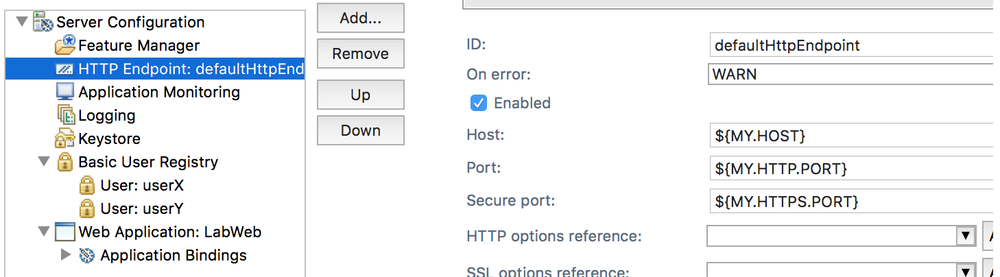 Server Configuration
Feature Manager
HTTP Endpoint: defaultHttpEnd
Application Monitoring
Logging
Keystore
Basic User Registry
User: userX
User: userY
Web Application: LabWeb
Application Bindings
Add...
Remove
Up
Down
ID: defaultHttpEndpoint
On error: WARN
Enabled
Host: ${MY.HOST}
Port: ${MY.HTTP.PORT}
Secure port: ${MY.HTTPS.PORT}
HTTP options reference:
SSL options reference: